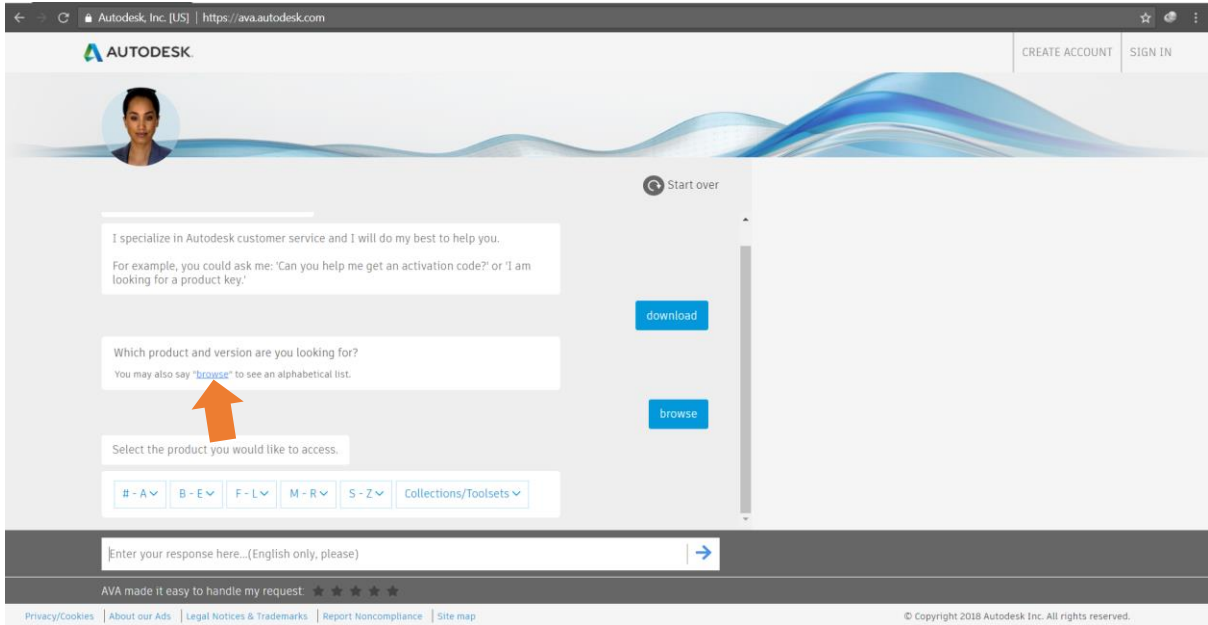 Autodesk, Inc. [US] | https://ava.autodesk.com
AUTODESK.
CREATE ACCOUNT
SIGN IN
Start over
I specialize in Autodesk customer service and I will do my best to help you.
For example, you could ask me: 'Can you help me get an activation code?' or 'I am
looking for a product key.'
download
Which product and version are you looking for?
You may also say "browse" to see an alphabetical list.
browse
Select the product you would like to access.
# - A
B - E
F - L
M - R
S - Z
Collections/Toolsets
Enter your response here...(English only, please)
AVA made it easy to handle my request:
Privacy/Cookies | About our Ads | Legal Notices & Trademarks | Report Noncompliance | Site map
© Copyright 2018 Autodesk Inc. All rights reserved.